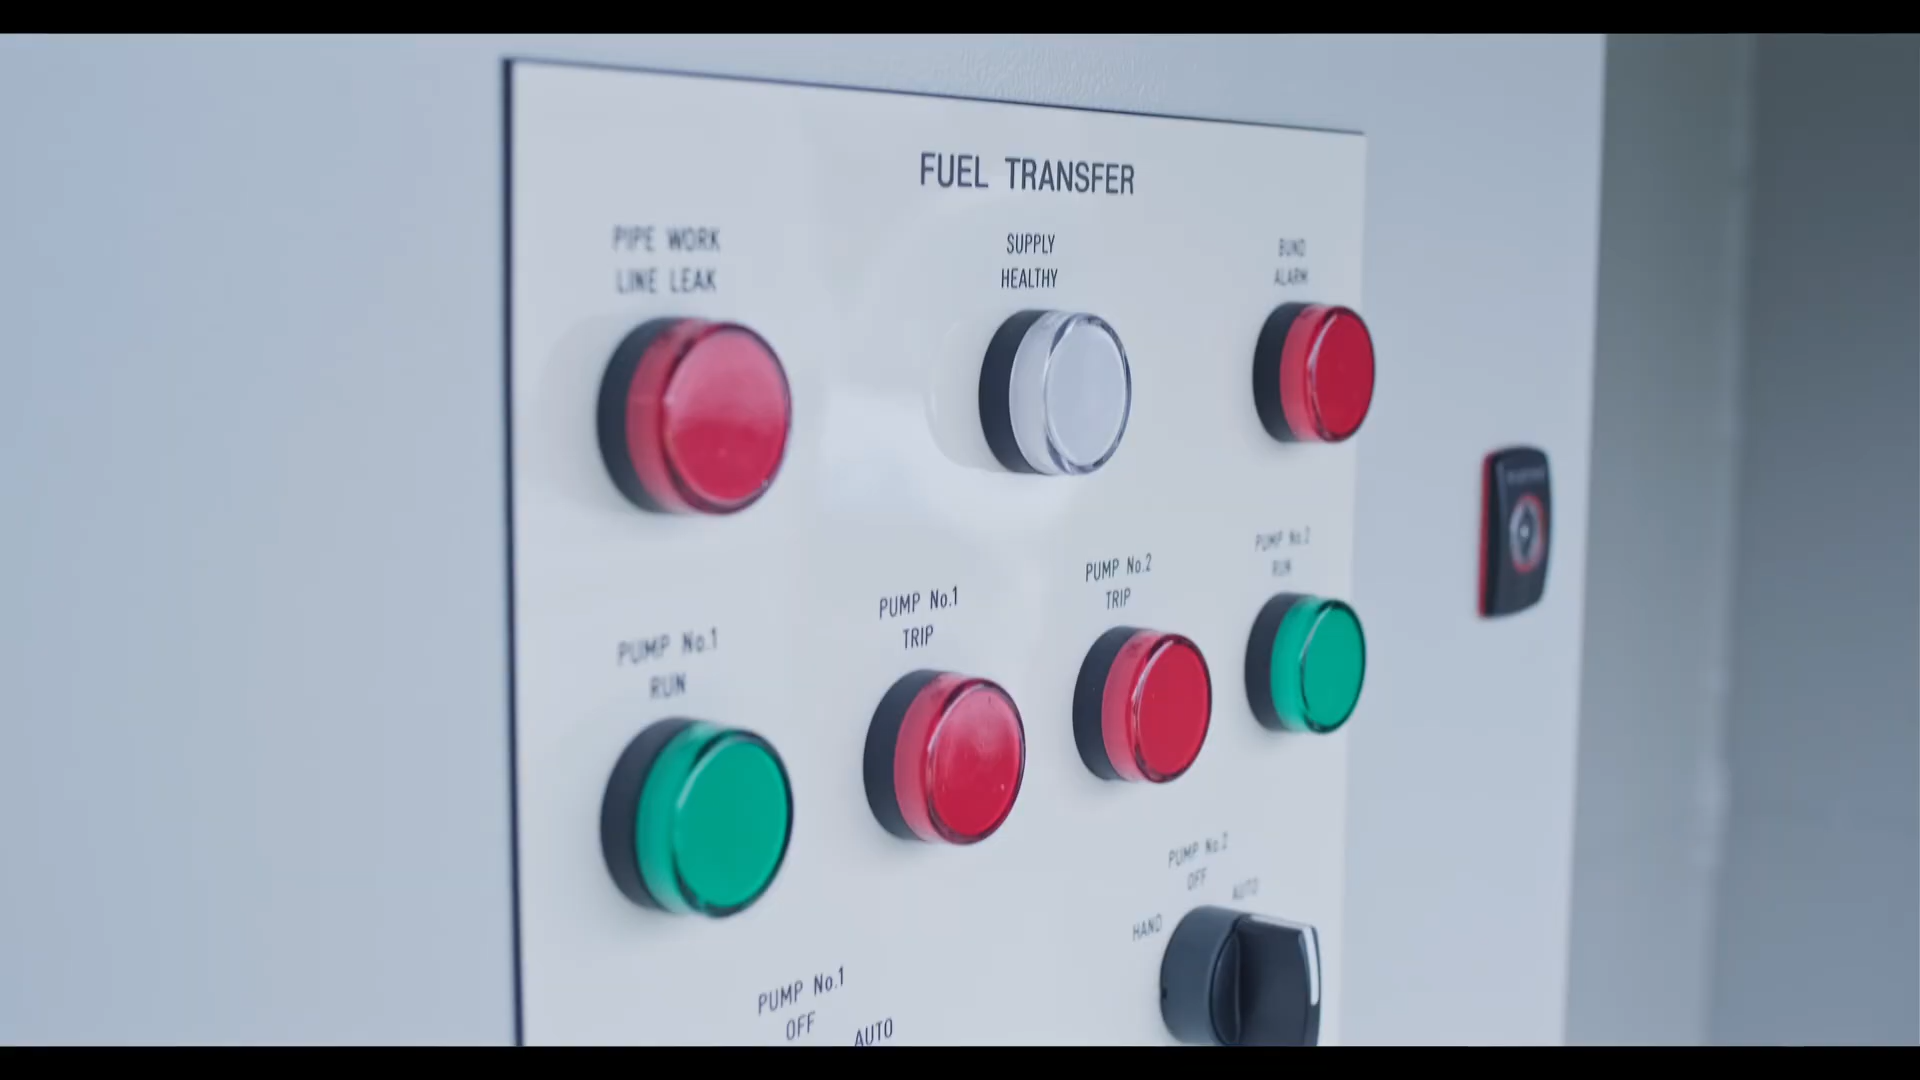 FUEL TRANSFER
PIPE WORK
LINE LEAK
SUPPLY
HEALTHY
BUND
ALARM
PUMP No.1
RUN
PUMP No.1
TRIP
PUMP No.2
TRIP
PUMP No.2
RUN
PUMP No.1
OFF
AUTO
PUMP No.2
OFF
AUTO
HAND